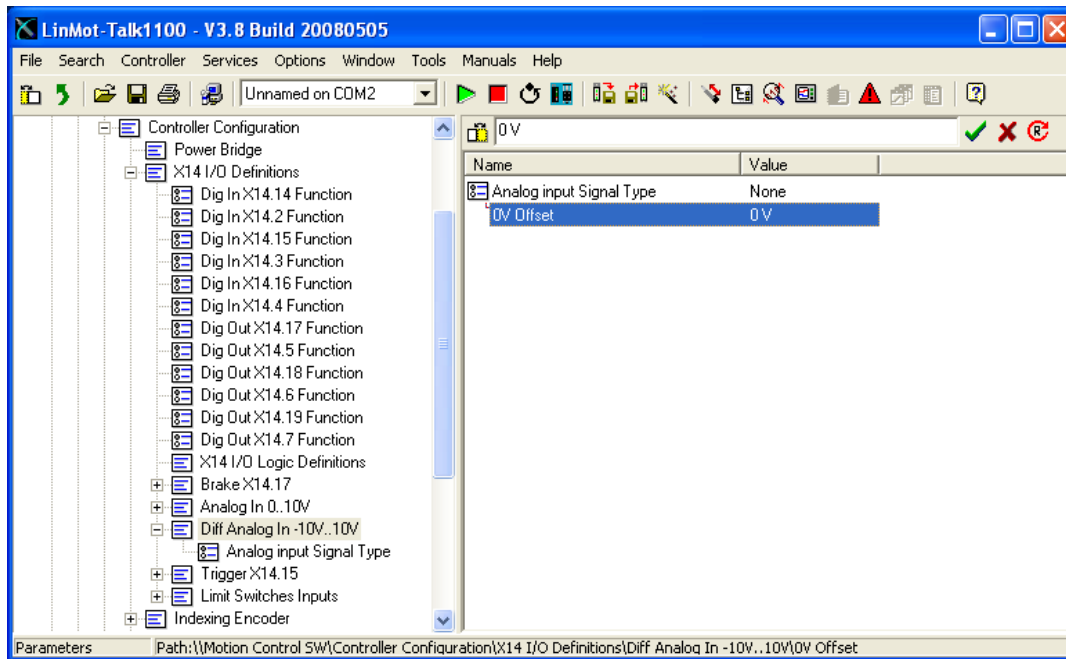 LinMot-Talk1100 - V3.8 Build 20080505
File Search Controller Services Options Window Tools Manuals Help
Unnamed on COM2
Controller Configuration
Power Bridge
X14 I/O Definitions
Dig In X14.14 Function
Dig In X14.2 Function
Dig In X14.15 Function
Dig In X14.3 Function
Dig In X14.16 Function
Dig In X14.4 Function
Dig Out X14.17 Function
Dig Out X14.5 Function
Dig Out X14.18 Function
Dig Out X14.6 Function
Dig Out X14.19 Function
Dig Out X14.7 Function
X14 I/O Logic Definitions
Brake X14.17
Analog In 0..10V
Diff Analog In -10V..10V
Analog input Signal Type
Trigger X14.15
Limit Switches Inputs
Indexing Encoder
0 V
Name Value
Analog input Signal Type None
0V Offset 0 V
Parameters Path:\\Motion Control SW\Controller Configuration\X14 I/O Definitions\Diff Analog In -10V..10V\0V Offset